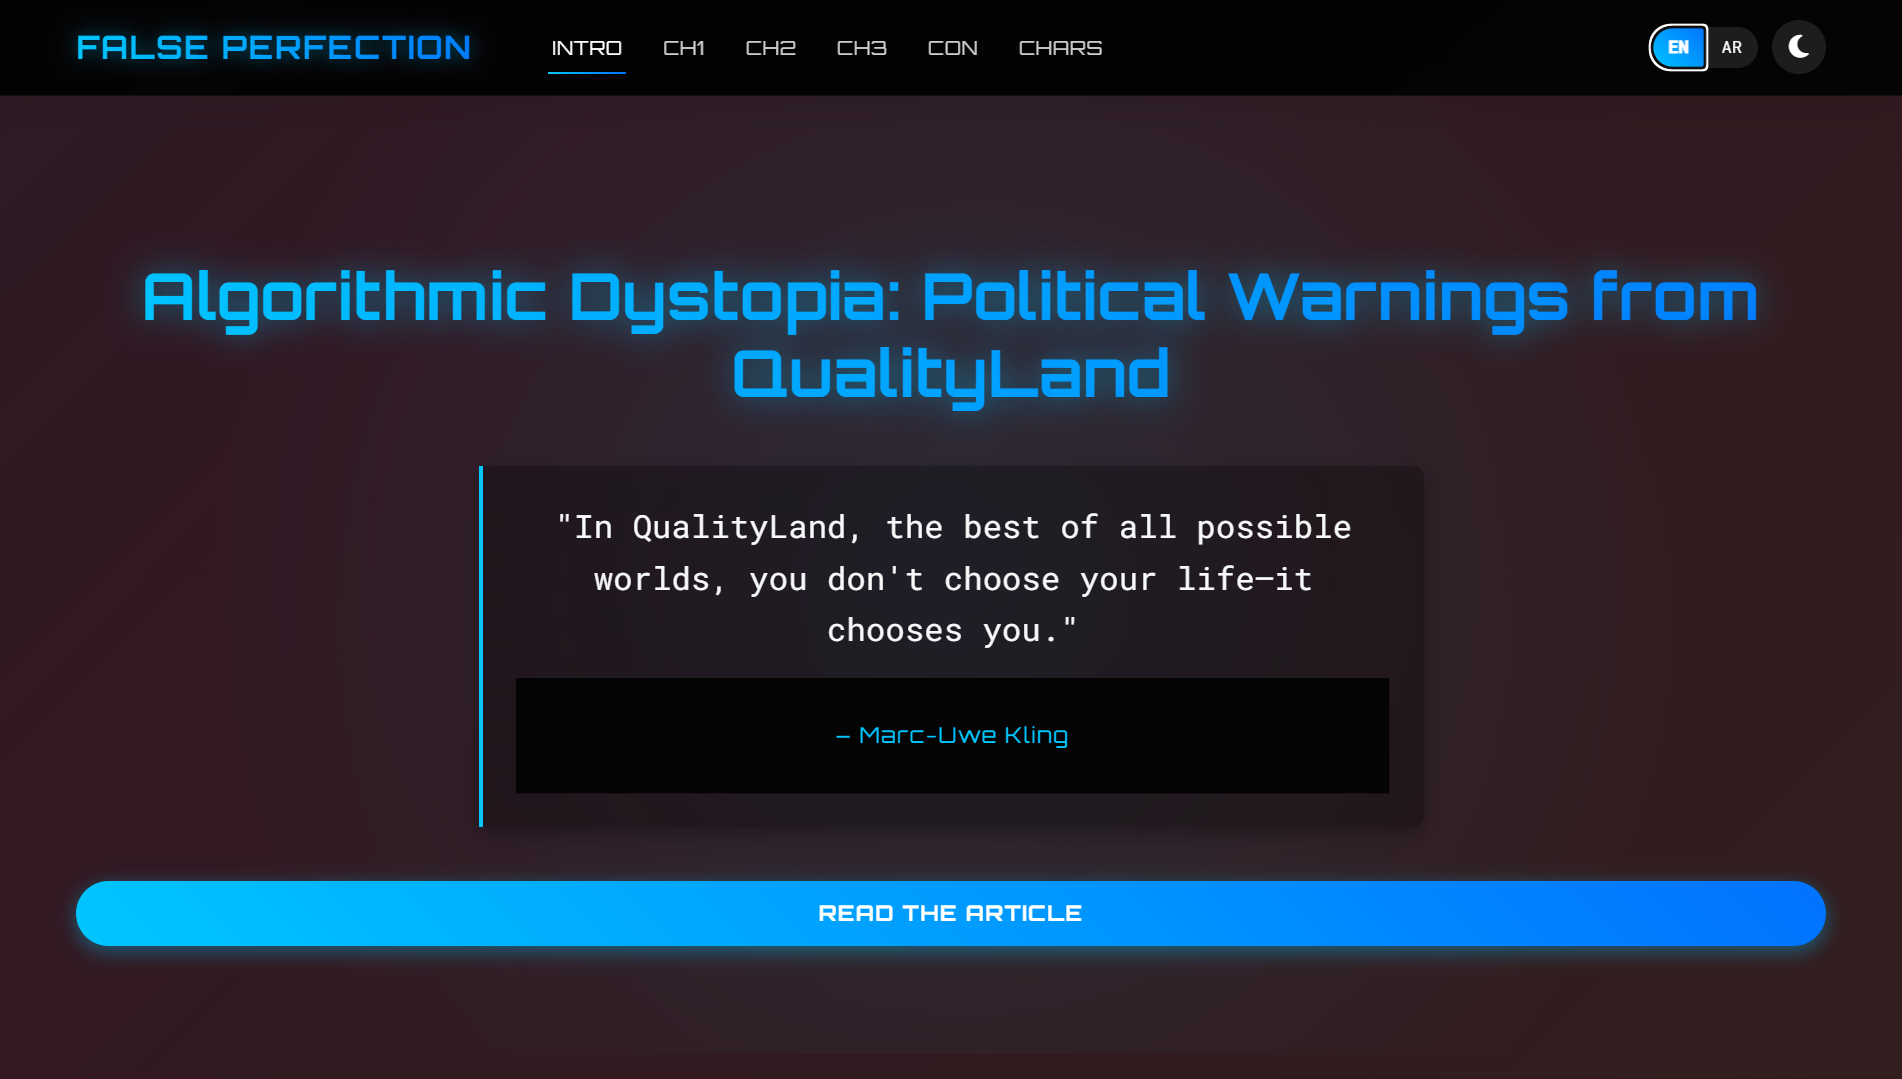 FALSE PERFECTION
INTRO
CH1
CH2
CH3
CON
CHARS
EN
AR
Algorithmic Dystopia: Political Warnings from
QualityLand
"In QualityLand, the best of all possible
worlds, you don't choose your life—it
chooses you."
— Marc-Uwe Kling
READ THE ARTICLE